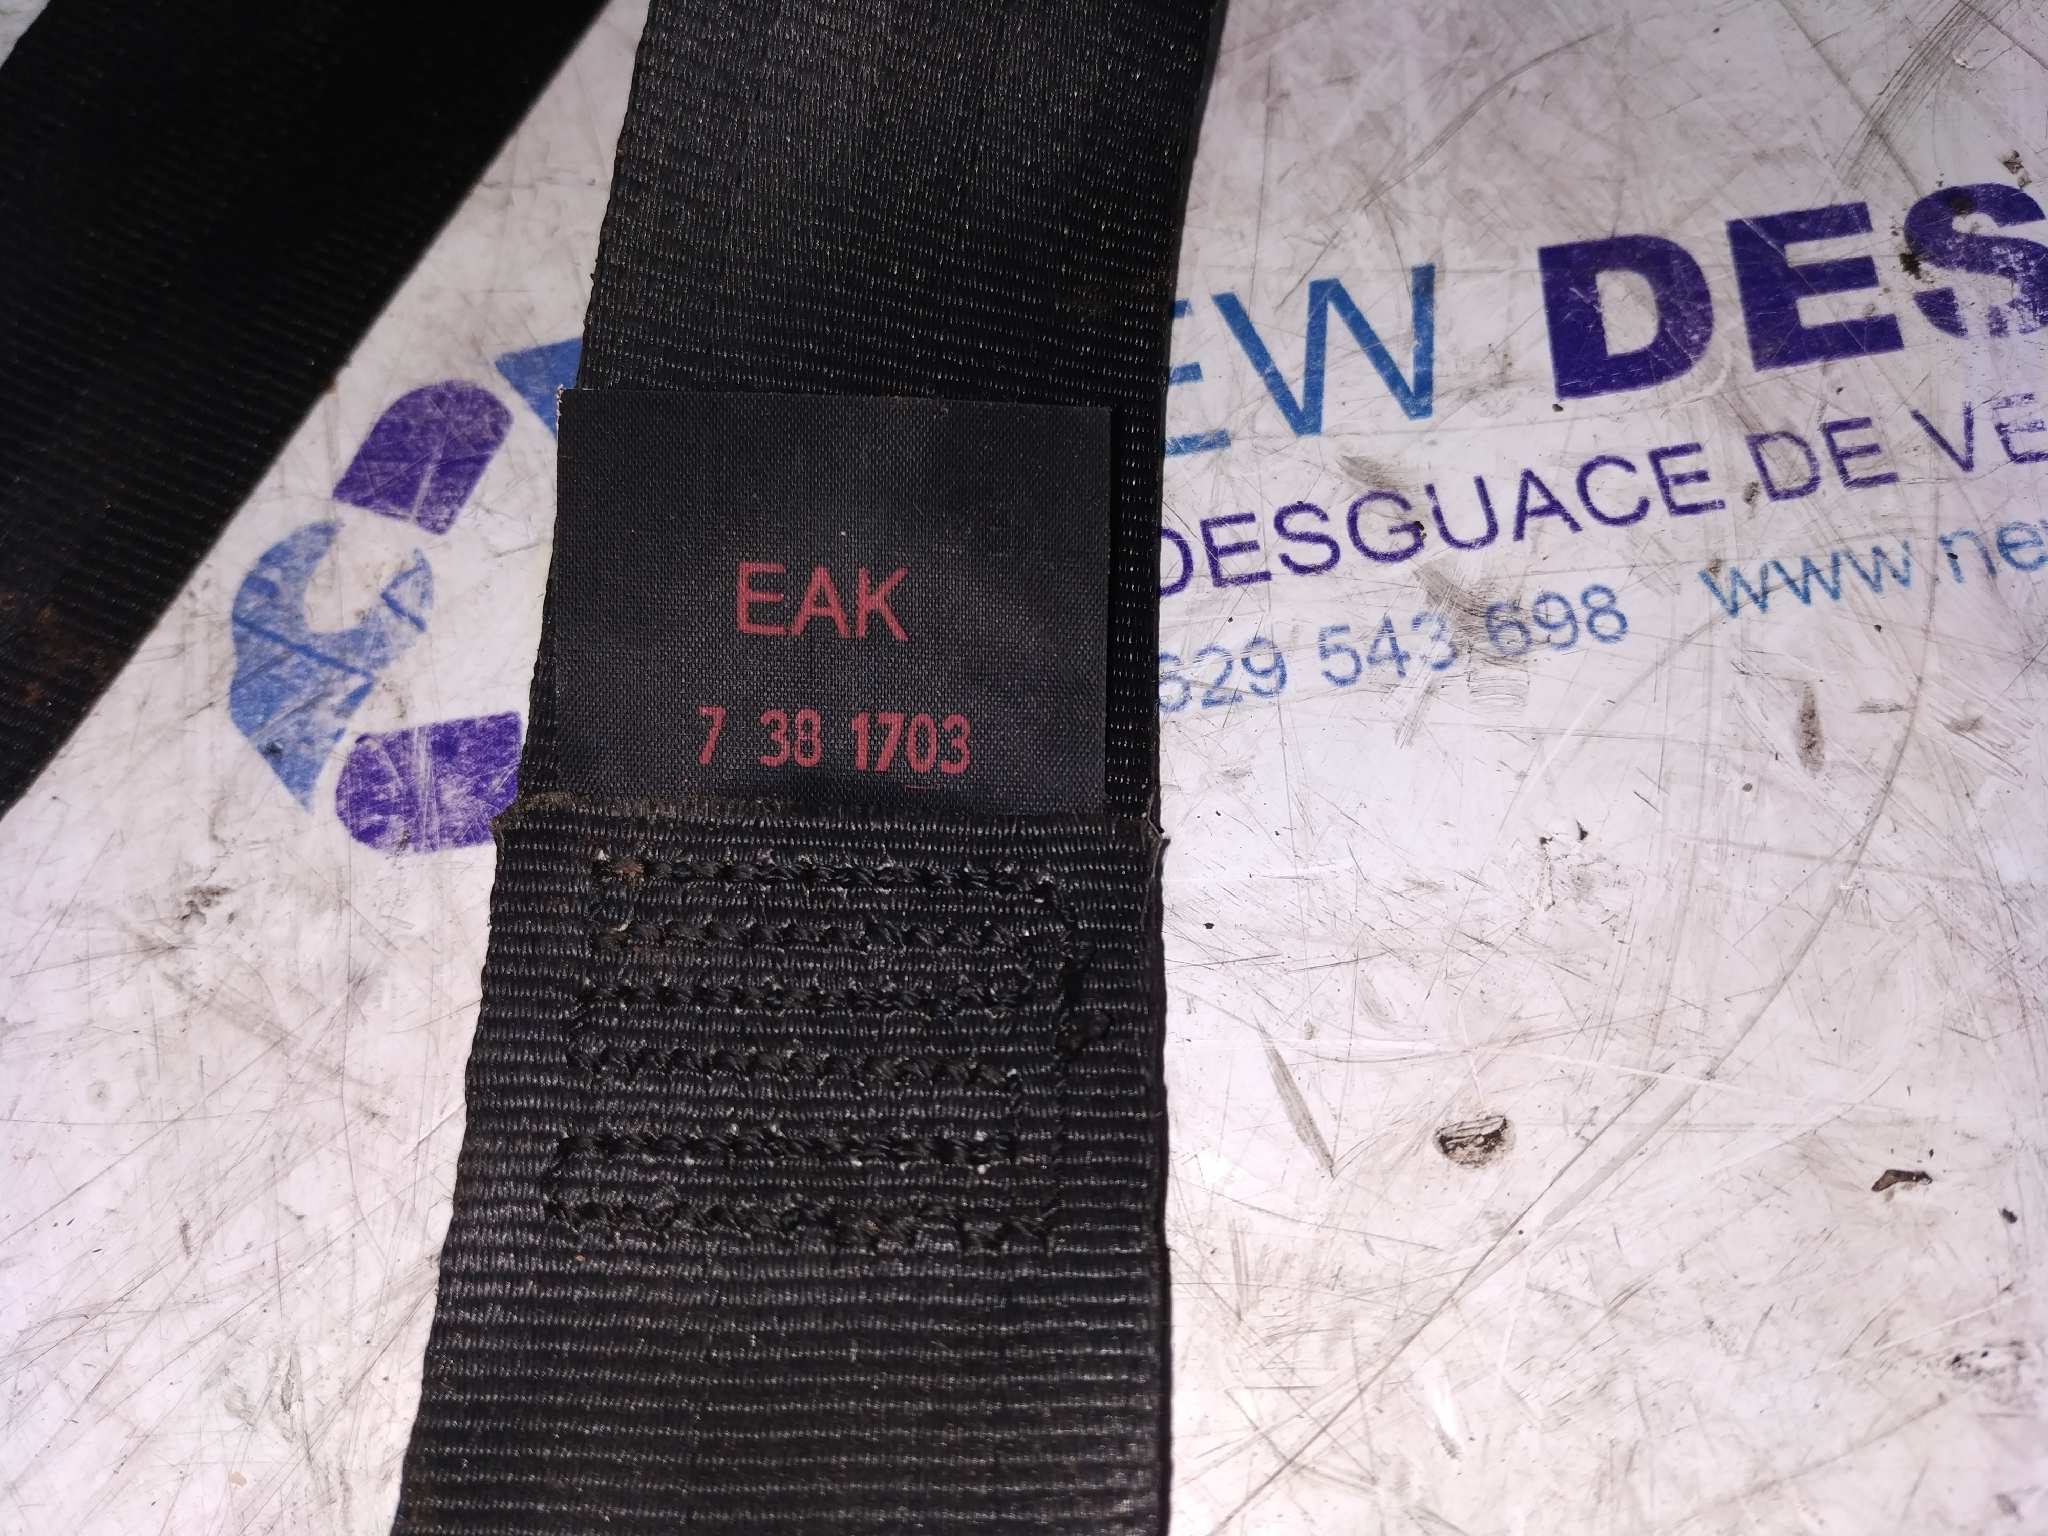 EW DES
DESGUACE DE VE
629 543 698 www.ne
EAK
7 38 1703